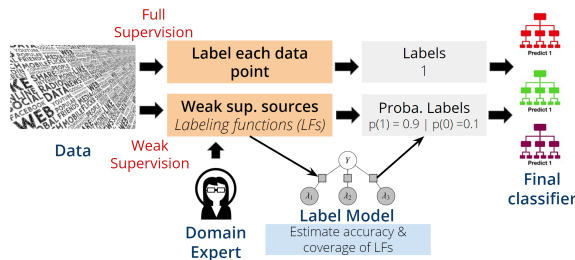 Full
Supervision
Label each data
point
Labels
1
Predict 1
Weak sup. sources
Labeling functions (LFs)
Proba. Labels
p(1) = 0.9 | p(0) =0.1
Predict 1
Data
Weak
Supervision
Y
λ1
λ2
λ3
Predict 1
Domain
Expert
Label Model
Estimate accuracy &
coverage of LFs
Final
classifier